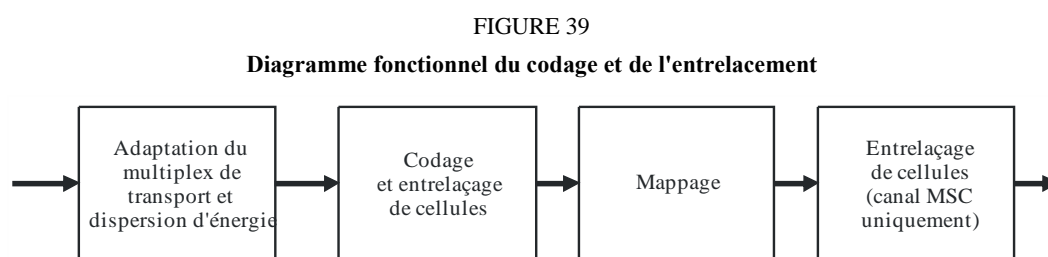 FIGURE 39
Diagramme fonctionnel du codage et de l'entrelacement
Adaptation du
multiplex de
transport et
dispersion d'énergie
Codage
et entrelaçage
de cellules
Mappage
Entrelaçage
de cellules
(canal MSC
uniquement)